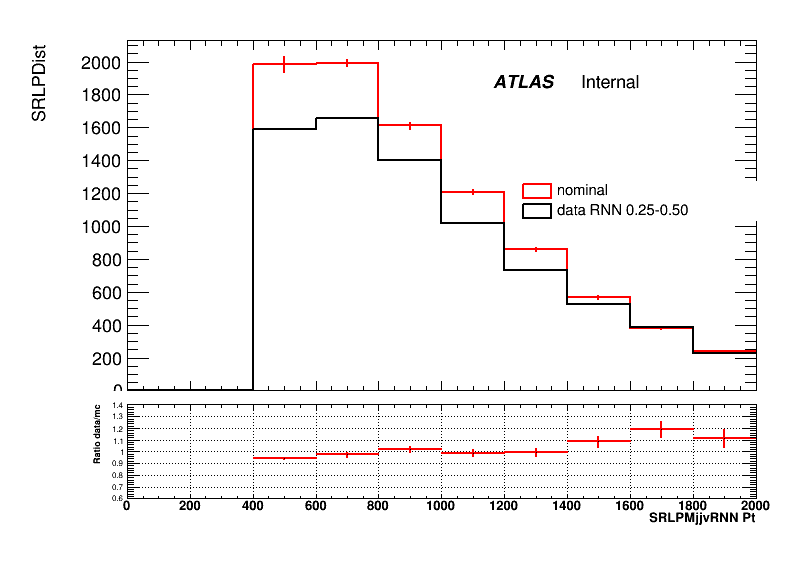 SRLPDist
2000
1800
1600
1400
1200
1000
800
600
400
200
0
ATLAS Internal
nominal
data RNN 0.25-0.50
Ratio data/mc
1.4
1.3
1.2
1.1
1
0.9
0.8
0.7
0.6
0 200 400 600 800 1000 1200 1400 1600 1800 2000
SRLPMjjvRNN Pt